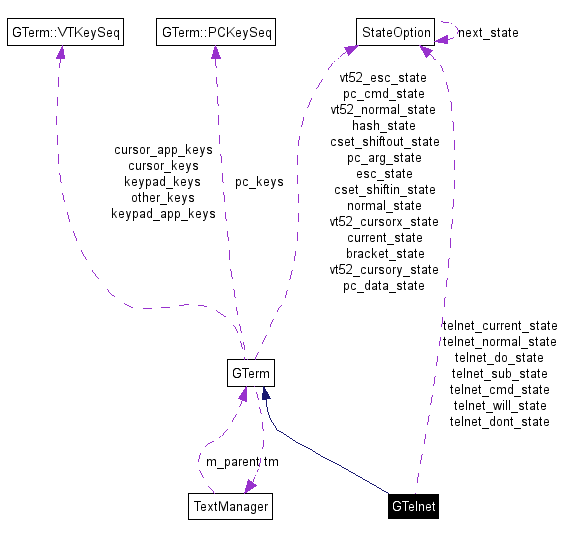 GTerm::VTKeySeq
GTerm::PCKeySeq
StateOption
next_state
cursor_app_keys
cursor_keys
keypad_keys
other_keys
keypad_app_keys
pc_keys
vt52_esc_state
pc_cmd_state
vt52_normal_state
hash_state
cset_shiftout_state
pc_arg_state
esc_state
cset_shiftin_state
normal_state
vt52_cursorx_state
current_state
bracket_state
vt52_cursory_state
pc_data_state
telnet_current_state
telnet_normal_state
telnet_do_state
telnet_sub_state
telnet_cmd_state
telnet_will_state
telnet_dont_state
GTerm
m_parent
tm
TextManager
GTelnet